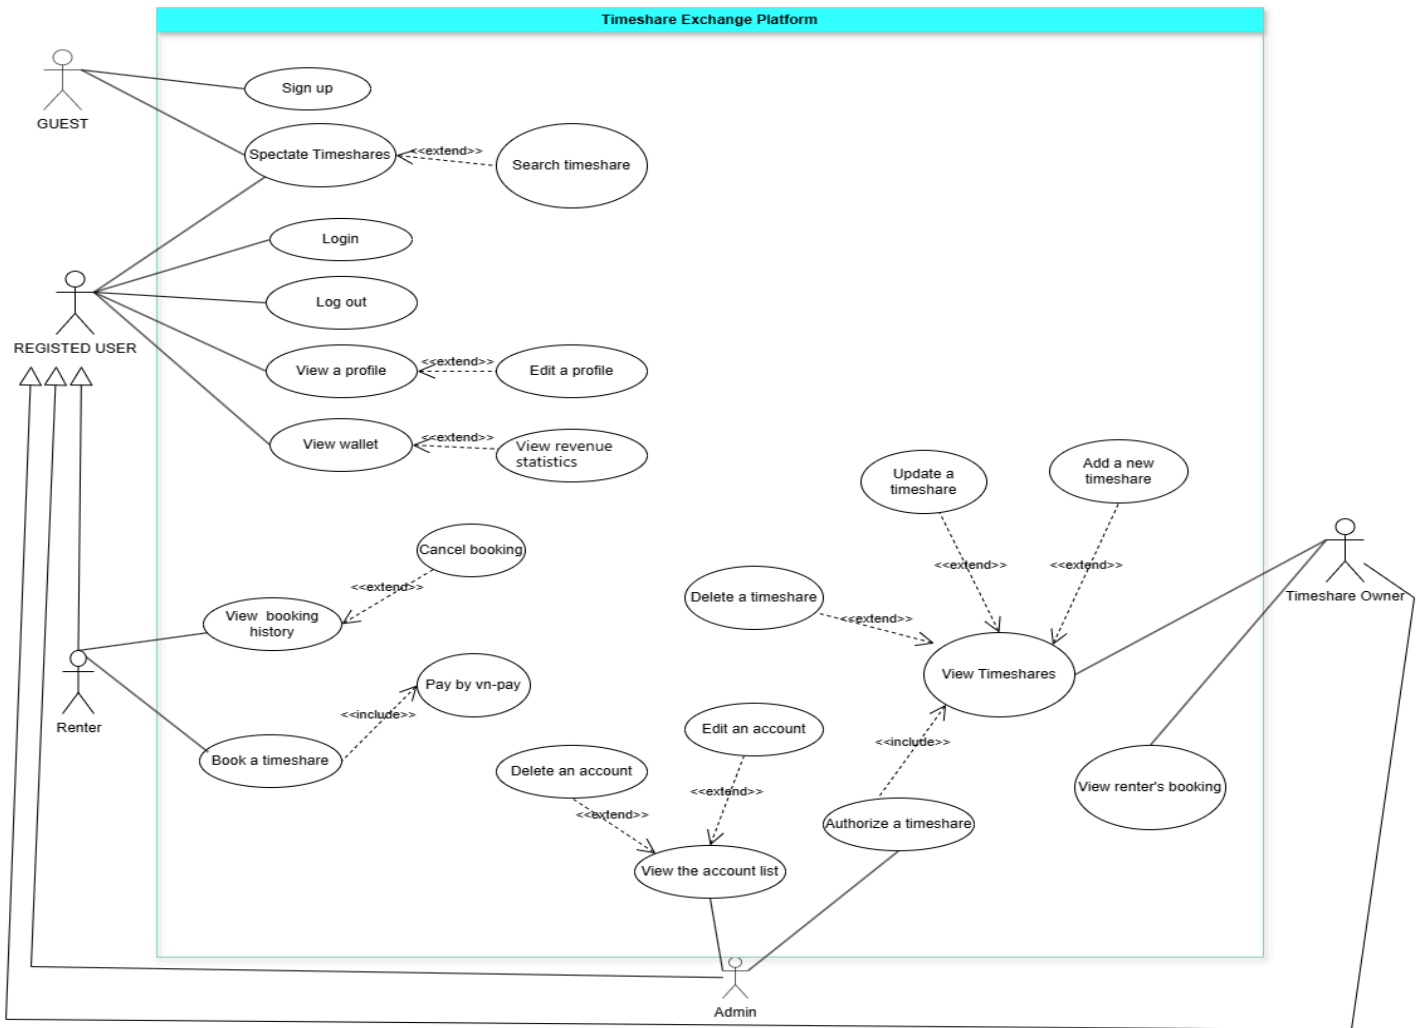 Timeshare Exchange Platform
GUEST
Sign up
Spectate Timeshares
<<extend>>
Search timeshare
Login
REGISTED USER
Log out
View a profile
<<extend>>
Edit a profile
View wallet
<<extend>>
View revenue
statistics
Update a
timeshare
Add a new
timeshare
Cancel booking
<<extend>>
<<extend>>
<<extend>>
View booking
history
Delete a timeshare
<<extend>>
Timeshare Owner
View Timeshares
Pay by vn-pay
<<include>>
Renter
Book a timeshare
Edit an account
<<include>>
Delete an account
<<extend>>
<<extend>>
View renter's booking
Authorize a timeshare
View the account list
Admin